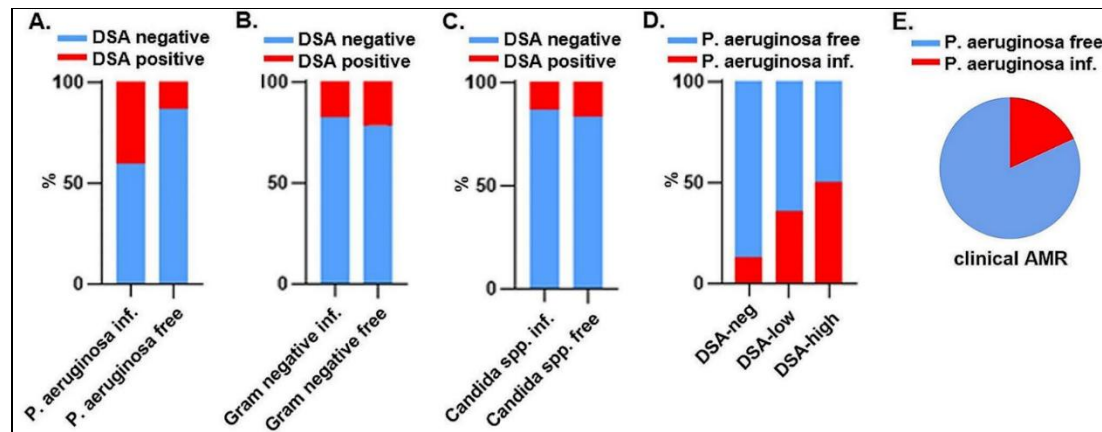 A.
DSA negative
DSA positive
100
50
0
%
P. aeruginosa inf.
P. aeruginosa free
B.
DSA negative
DSA positive
100
50
0
Gram negative inf.
Gram negative free
C.
DSA negative
DSA positive
100
50
0
%
Candida spp. inf.
Candida spp. free
D.
P. aeruginosa free
P. aeruginosa inf.
100
50
0
%
DSA-neg
DSA-low
DSA-high
E.
P. aeruginosa free
P. aeruginosa inf.
clinical AMR